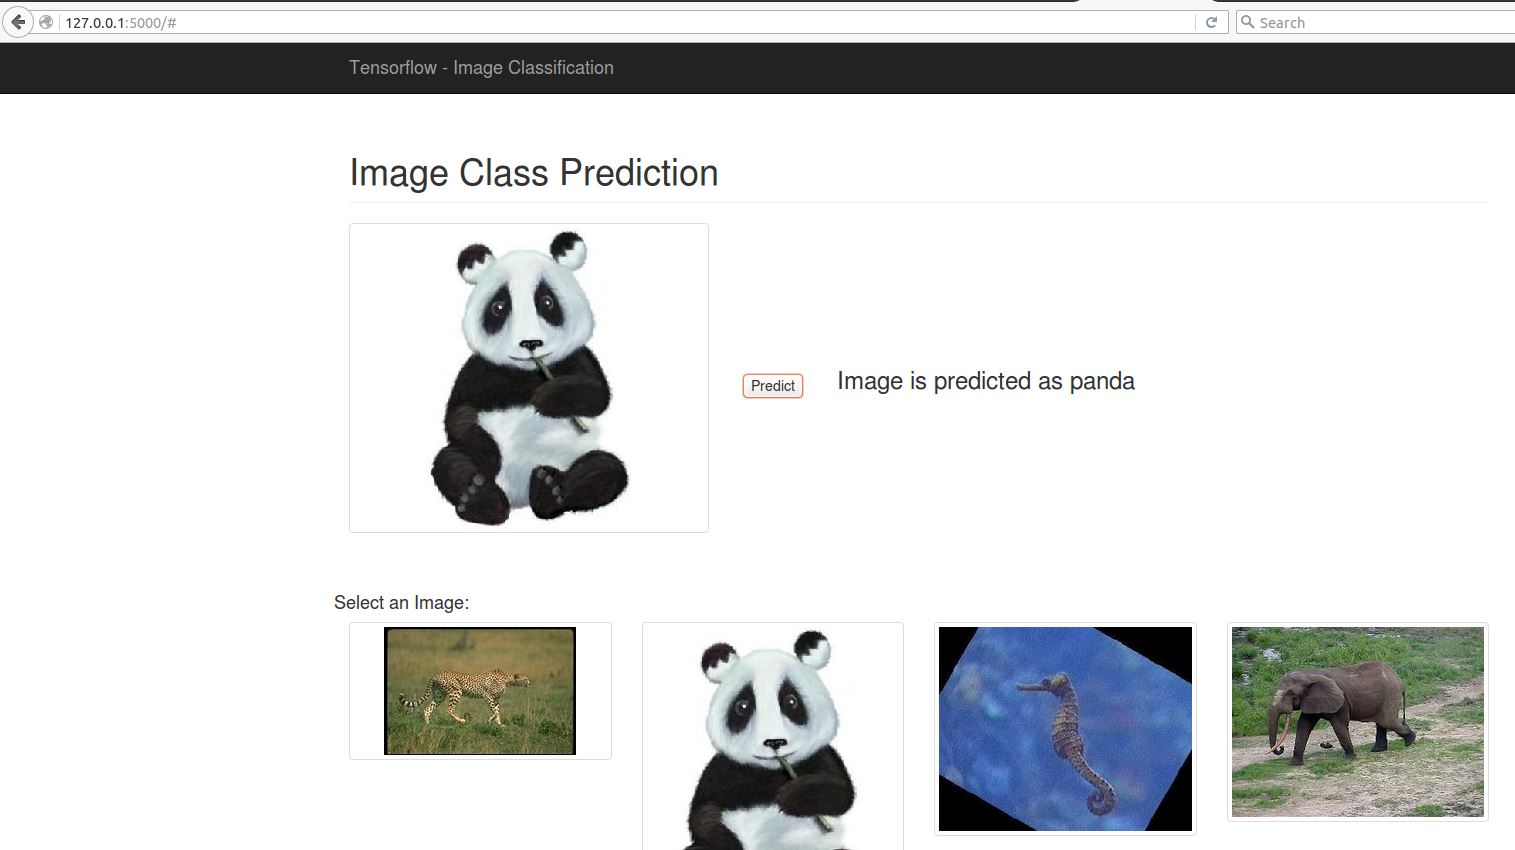 127.0.0.1:5000/#
Search
Tensorflow - Image Classification
Image Class Prediction
Predict
Image is predicted as panda
Select an Image: